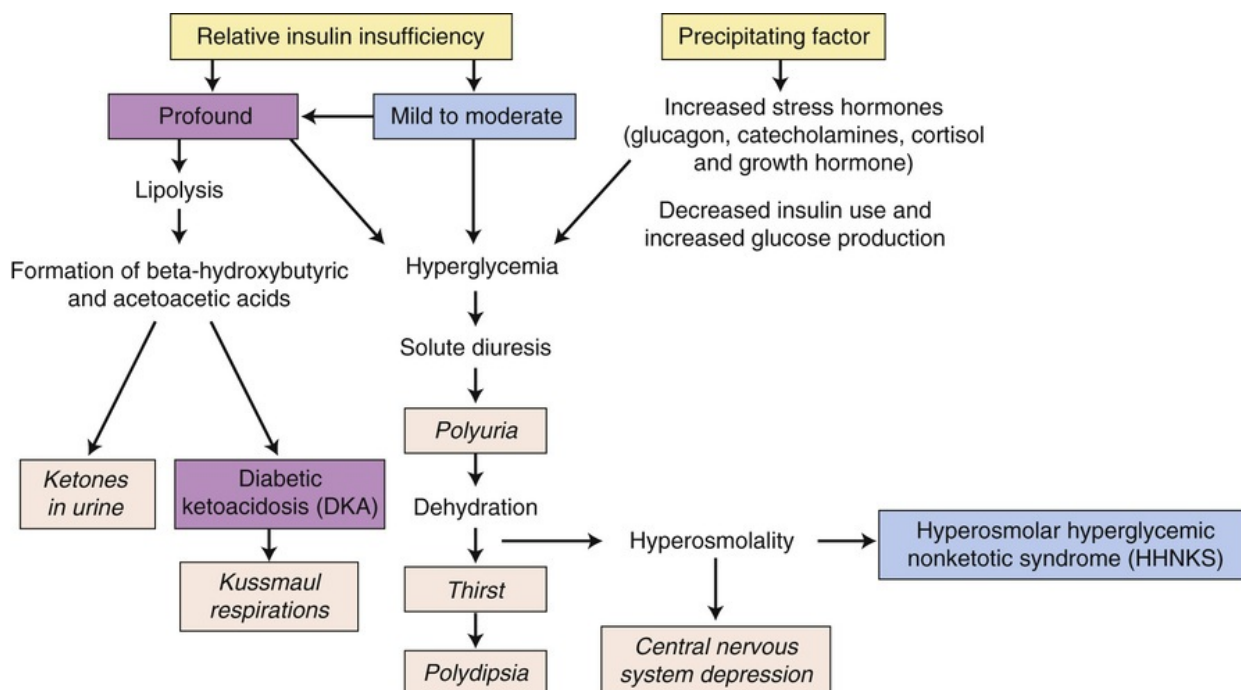 Relative insulin insufficiency
Precipitating factor
Profound
Mild to moderate
Increased stress hormones
(glucagon, catecholamines, cortisol
and growth hormone)
Lipolysis
Decreased insulin use and
increased glucose production
Formation of beta-hydroxybutyric
and acetoacetic acids
Hyperglycemia
Solute diuresis
Polyuria
Ketones
in urine
Diabetic
ketoacidosis (DKA)
Dehydration
Hyperosmolality
Hyperosmolar hyperglycemic
nonketotic syndrome (HHNKS)
Kussmaul
respirations
Thirst
Polydipsia
Central nervous
system depression